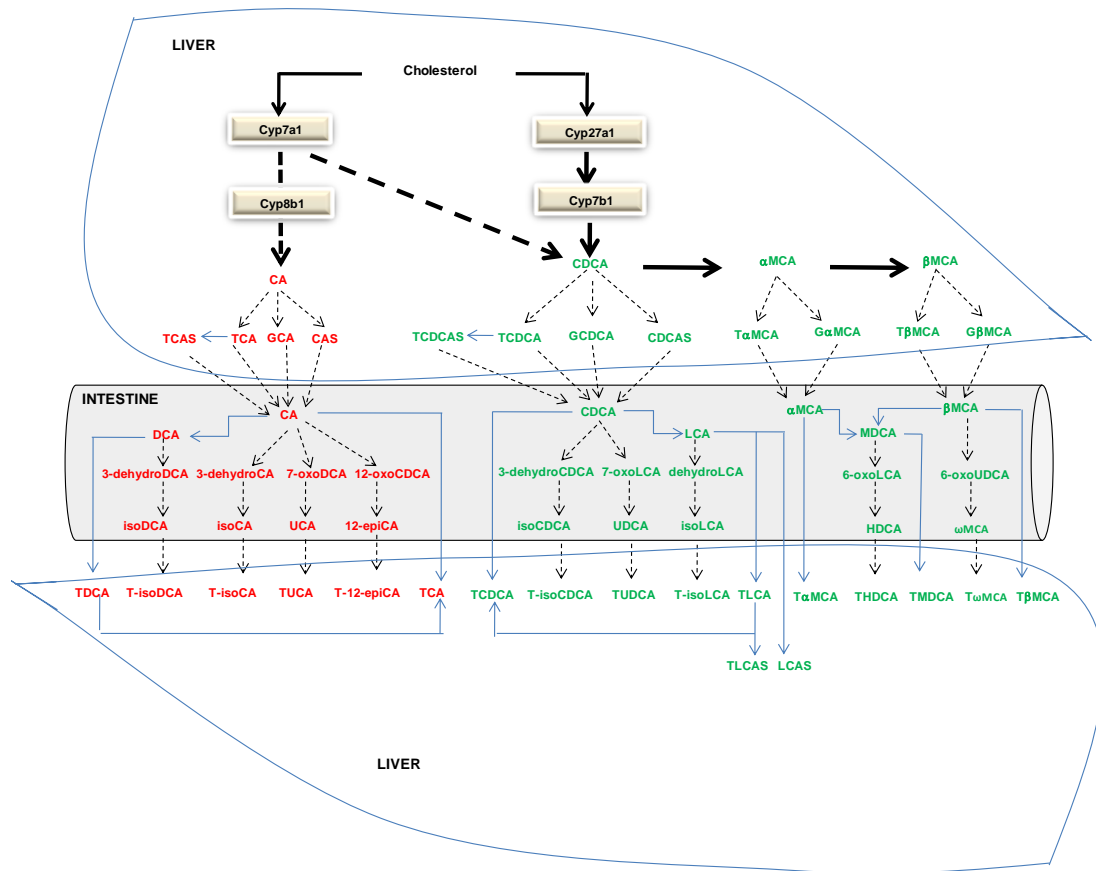 LIVER
Cholesterol
Cyp7a1
Cyp27a1
Cyp8b1
Cyp7b1
CA
CDCA
αMCA
βMCA
TCAS
TCA
GCA
CAS
TCDCAS
TCDCA
GCDCA
CDCAS
TαMCA
GαMCA
TβMCA
GβMCA
INTESTINE
CA
CDCA
αMCA
βMCA
DCA
LCA
MDCA
3-dehydroDCA
3-dehydroCA
7-oxoDCA
12-oxoCDCA
3-dehydroCDCA
7-oxoLCA
dehydroLCA
6-oxoLCA
6-oxoUDCA
isoDCA
isoCA
UCA
12-epiCA
isoCDCA
UDCA
isoLCA
HDCA
ωMCA
TDCA
T-isoDCA
T-isoCA
TUCA
T-12-epiCA
TCA
TCDCA
T-isoCDCA
TUDCA
T-isoLCA
TLCA
TαMCA
THDCA
TMDCA
TωMCA
TβMCA
TLCAS
LCAS
LIVER